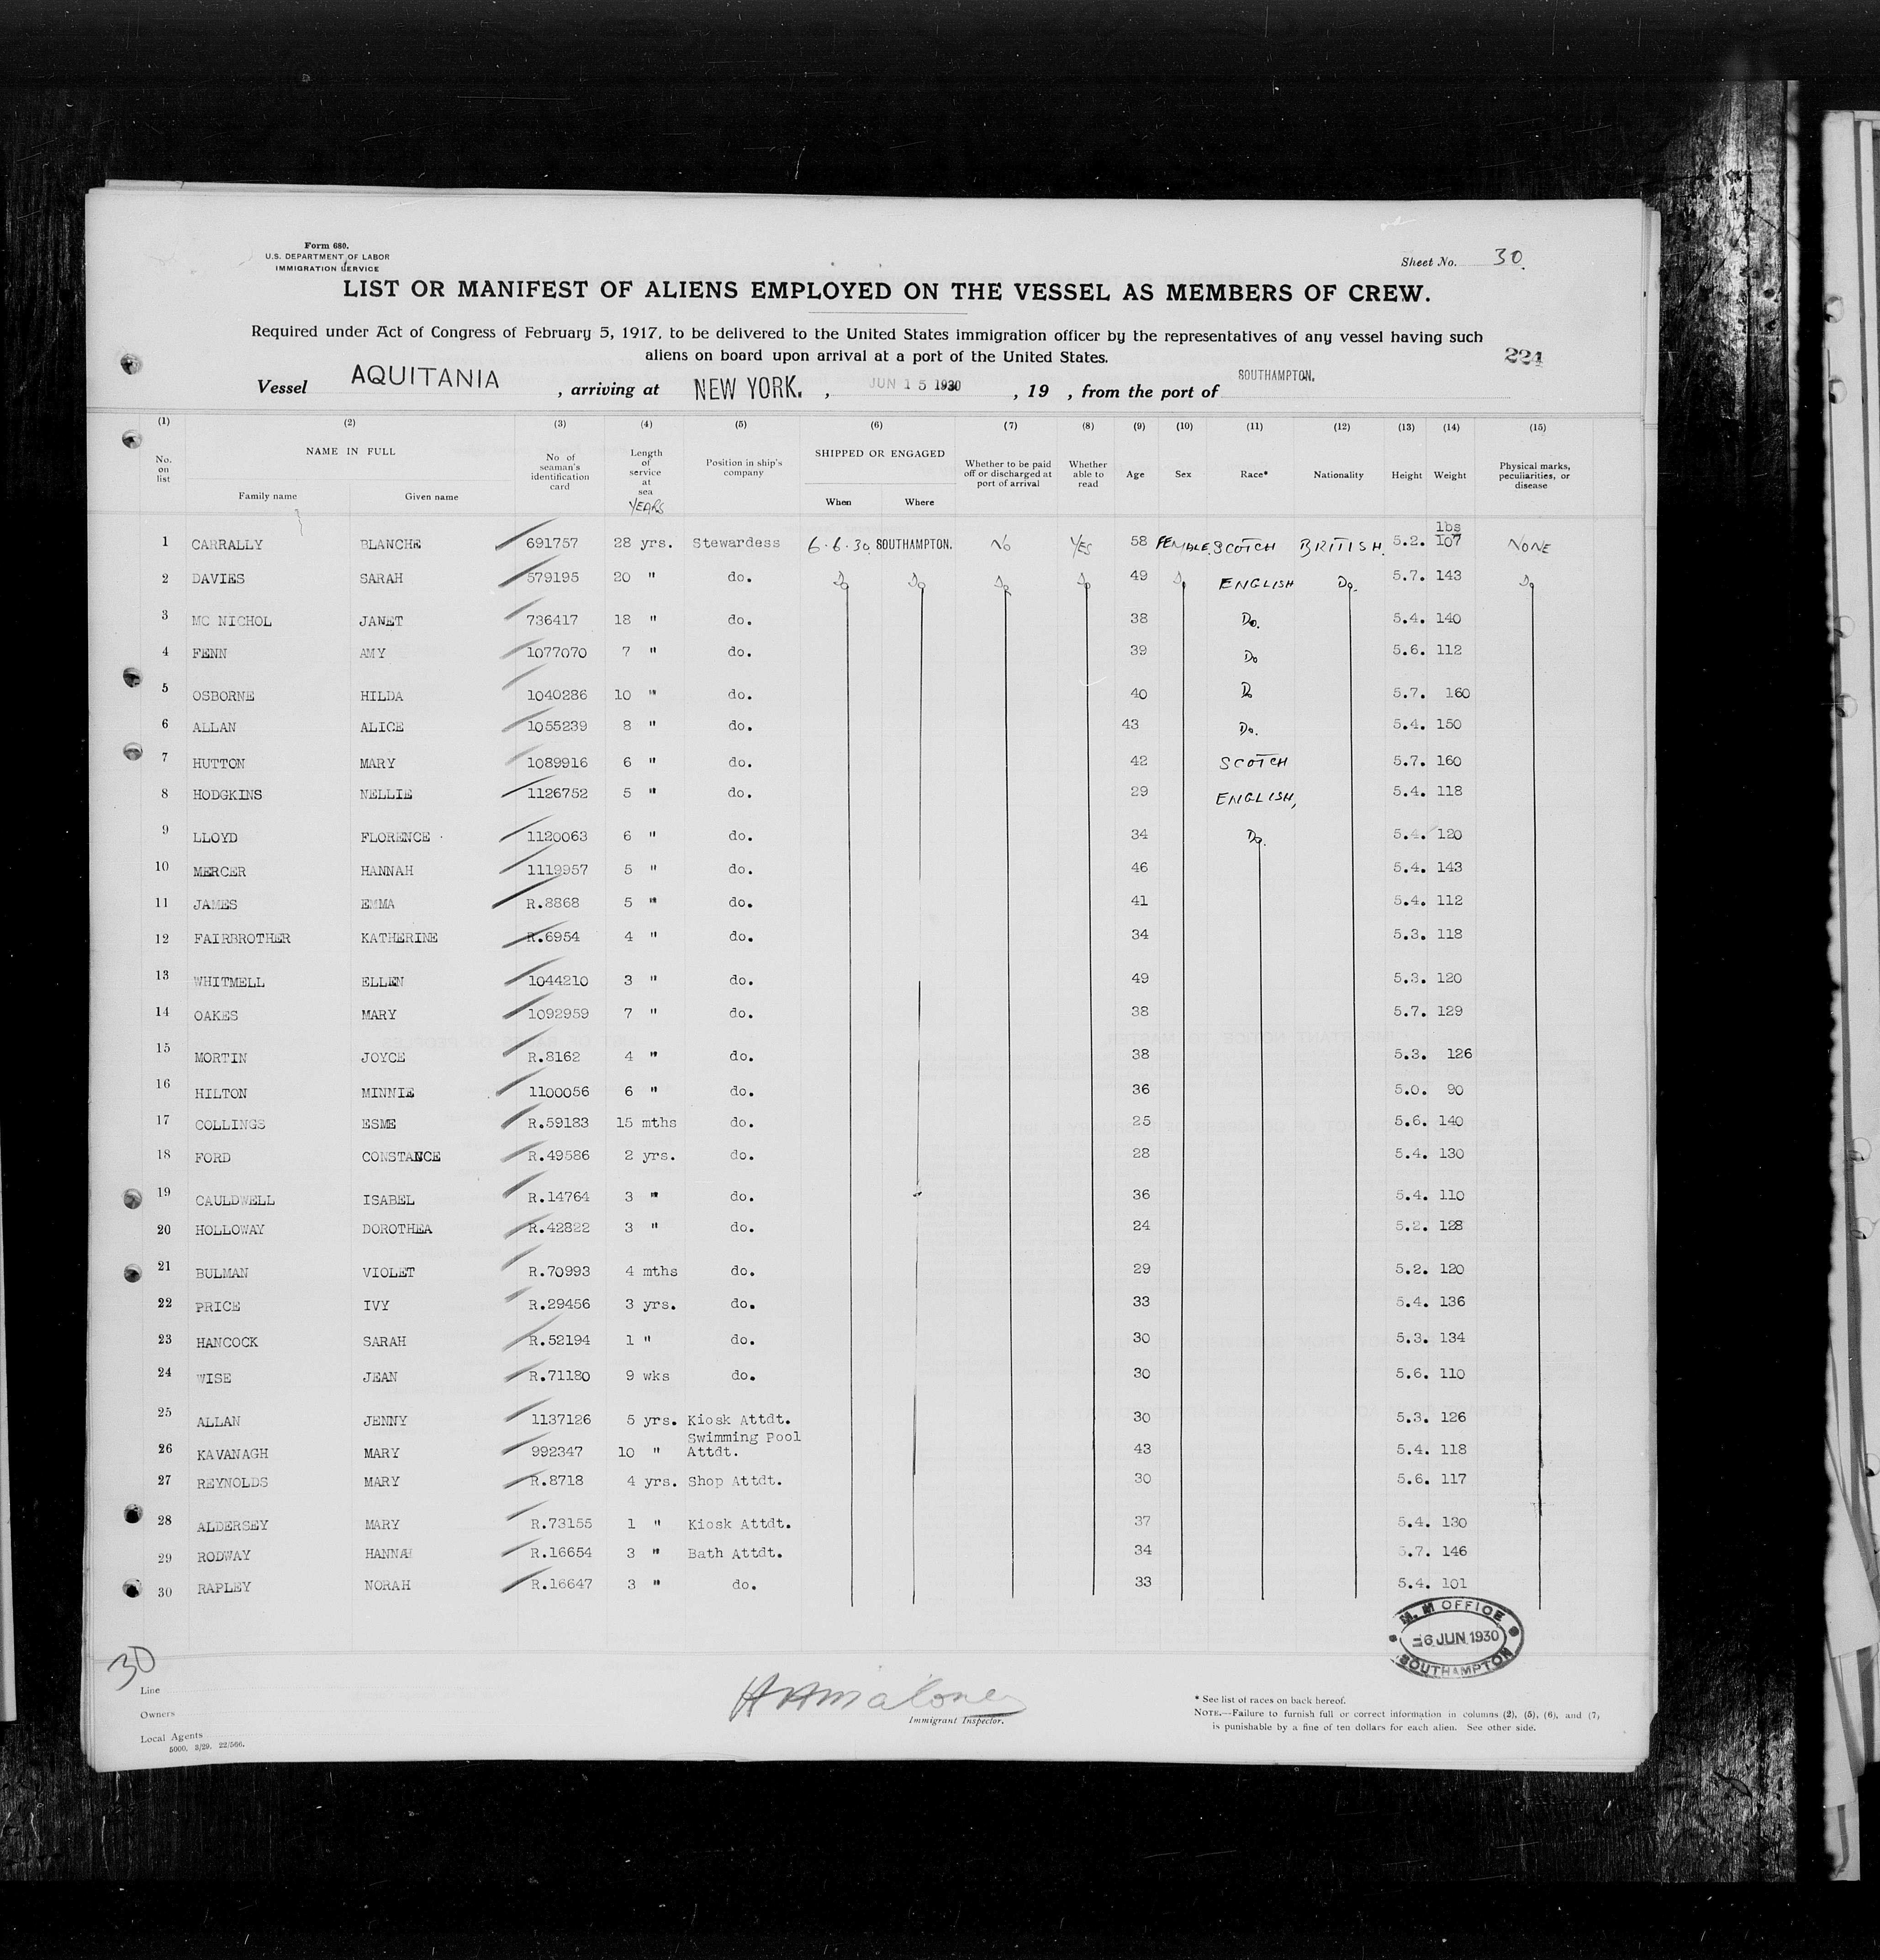 Form 680.
U.S. DEPARTMENT OF LABOR
IMMIGRATION SERVICE
Sheet No. 30.
LIST OR MANIFEST OF ALIENS EMPLOYED ON THE VESSEL AS MEMBERS OF CREW.
Required under Act of Congress of February 5, 1917, to be delivered to the United States immigration officer by the representatives of any vessel having such
aliens on board upon arrival at a port of the United States.
224
Vessel AQUITANIA , arriving at NEW YORK. , JUN 15 1930 , 19 , from the port of SOUTHAMPTON.
(1) (2) (3) (4) (5) (6) (7) (8) (9) (10) (11) (12) (13) (14) (15)
No. on list NAME IN FULL Family name Given name No of seaman's identification card Length of service at sea YEARS Position in ship's company SHIPPED OR ENGAGED When Where Whether to be paid off or discharged at port of arrival Whether able to read Age Sex Race* Nationality Height Weight Physical marks, peculiarities, or disease
lbs
1 CARRALLY BLANCHE 691757 28 yrs. Stewardess 6.6.30. SOUTHAMPTON. No YES 58 FEMALE. SCOTCH BRITISH. 5.2. 107 NONE
2 DAVIES SARAH 579195 20 " do. Do Do Do Do 49 Do ENGLISH Do. 5.7. 143 Do
3 MC NICHOL JANET 736417 18 " do. 38 Do. 5.4. 140
4 FENN AMY 1077070 7 " do. 39 Do 5.6. 112
5 OSBORNE HILDA 1040286 10 " do. 40 Do 5.7. 160
6 ALLAN ALICE 1055239 8 " do. 43 Do. 5.4. 150
7 HUTTON MARY 1089916 6 " do. 42 SCOTCH 5.7. 160
8 HODGKINS NELLIE 1126752 5 " do. 29 ENGLISH, 5.4. 118
9 LLOYD FLORENCE 1120063 6 " do. 34 Do. 5.4. 120
10 MERCER HANNAH 1119957 5 " do. 46 5.4. 143
11 JAMES EMMA R.8868 5 " do. 41 5.4. 112
12 FAIRBROTHER KATHERINE R.6954 4 " do. 34 5.3. 118
13 WHITMELL ELLEN 1044210 3 " do. 49 5.3. 120
14 OAKES MARY 1092959 7 " do. 38 5.7. 129
15 MORTIN JOYCE R.8162 4 " do. 38 5.3. 126
16 HILTON MINNIE 1100056 6 " do. 36 5.0. 90
17 COLLINGS ESME R.59183 15 mths do. 25 5.6. 140
18 FORD CONSTANCE R.49586 2 yrs. do. 28 5.4. 130
19 CAULDWELL ISABEL R.14764 3 " do. 36 5.4. 110
20 HOLLOWAY DOROTHEA R.42822 3 " do. 24 5.2. 128
21 BULMAN VIOLET R.70993 4 mths do. 29 5.2. 120
22 PRICE IVY R.29456 3 yrs. do. 33 5.4. 136
23 HANCOCK SARAH R.52194 1 " do. 30 5.3. 134
24 WISE JEAN R.71180 9 wks do. 30 5.6. 110
25 ALLAN JENNY 1137126 5 yrs. Kiosk Attdt. 30 5.3. 126
26 KAVANAGH MARY 992347 10 " Swimming Pool Attdt. 43 5.4. 118
27 REYNOLDS MARY R.8718 4 yrs. Shop Attdt. 30 5.6. 117
28 ALDERSEY MARY R.73155 1 " Kiosk Attdt. 37 5.4. 130
29 RODWAY HANNAH R.16654 3 " Bath Attdt. 34 5.7. 146
30 RAPLEY NORAH R.16647 3 " do. 33 5.4. 101
M. M OFFICE
6 JUN 1930
SOUTHAMPTON
30
Line
Owners
Local Agents
5000. 3/29. 22/566.
Immigrant Inspector.
* See list of races on back hereof.
NOTE.—Failure to furnish full or correct information in columns (2), (5), (6), and (7,
is punishable by a fine of ten dollars for each alien. See other side.